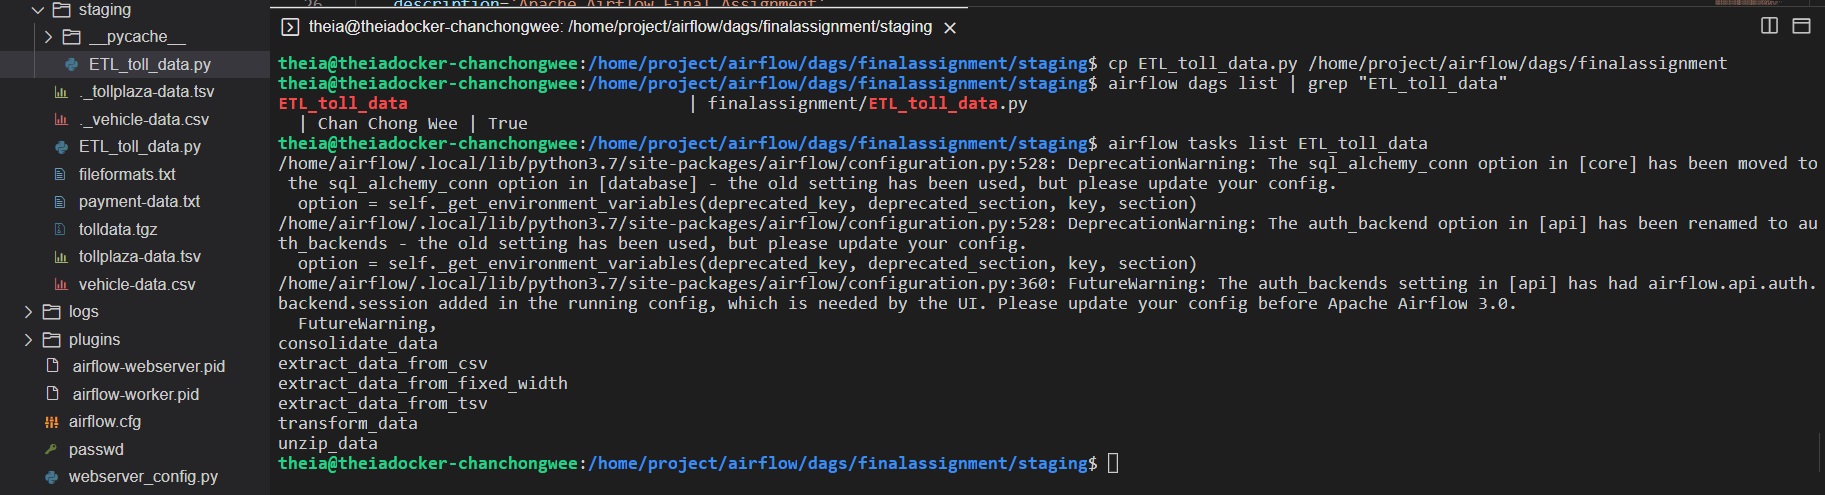 staging
__pycache__
ETL_toll_data.py
._tollplaza-data.tsv
._vehicle-data.csv
ETL_toll_data.py
fileformats.txt
payment-data.txt
tolldata.tgz
tollplaza-data.tsv
vehicle-data.csv
logs
plugins
airflow-webserver.pid
airflow-worker.pid
airflow.cfg
passwd
webserver_config.py
26 description='Apache Airflow Final Assignment'
theia@theiadocker-chanchongwee: /home/project/airflow/dags/finalassignment/staging ×
theia@theiadocker-chanchongwee:/home/project/airflow/dags/finalassignment/staging$ cp ETL_toll_data.py /home/project/airflow/dags/finalassignment
theia@theiadocker-chanchongwee:/home/project/airflow/dags/finalassignment/staging$ airflow dags list | grep "ETL_toll_data"
ETL_toll_data | finalassignment/ETL_toll_data.py
| Chan Chong Wee | True
theia@theiadocker-chanchongwee:/home/project/airflow/dags/finalassignment/staging$ airflow tasks list ETL_toll_data
/home/airflow/.local/lib/python3.7/site-packages/airflow/configuration.py:528: DeprecationWarning: The sql_alchemy_conn option in [core] has been moved to
the sql_alchemy_conn option in [database] - the old setting has been used, but please update your config.
option = self._get_environment_variables(deprecated_key, deprecated_section, key, section)
/home/airflow/.local/lib/python3.7/site-packages/airflow/configuration.py:528: DeprecationWarning: The auth_backend option in [api] has been renamed to au
th_backends - the old setting has been used, but please update your config.
option = self._get_environment_variables(deprecated_key, deprecated_section, key, section)
/home/airflow/.local/lib/python3.7/site-packages/airflow/configuration.py:360: FutureWarning: The auth_backends setting in [api] has had airflow.api.auth.
backend.session added in the running config, which is needed by the UI. Please update your config before Apache Airflow 3.0.
FutureWarning,
consolidate_data
extract_data_from_csv
extract_data_from_fixed_width
extract_data_from_tsv
transform_data
unzip_data
theia@theiadocker-chanchongwee:/home/project/airflow/dags/finalassignment/staging$